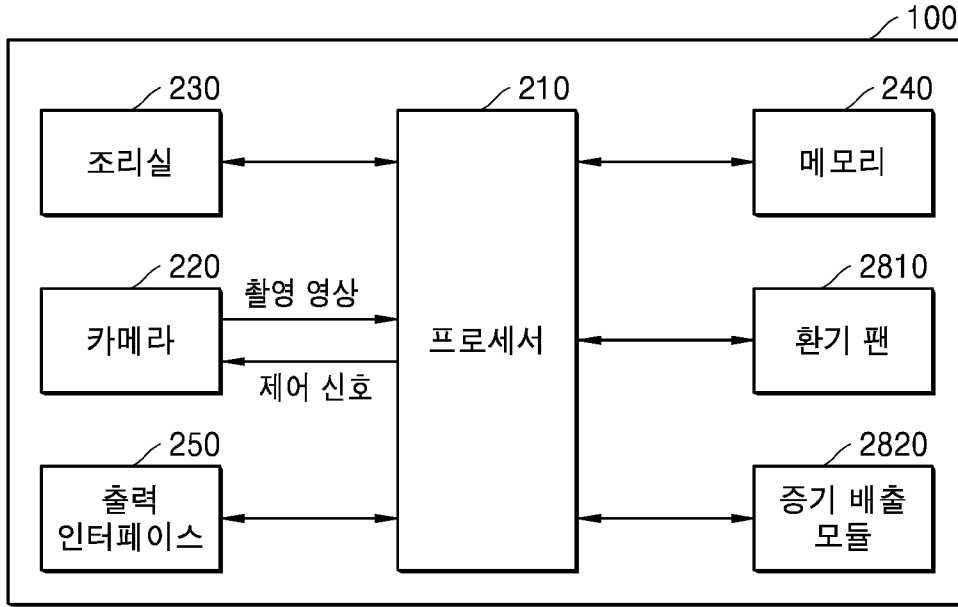 100
230
210
240
조리실
메모리
220
2810
카메라
촬영 영상
제어 신호
프로세서
환기 팬
250
2820
출력
인터페이스
증기 배출
모듈